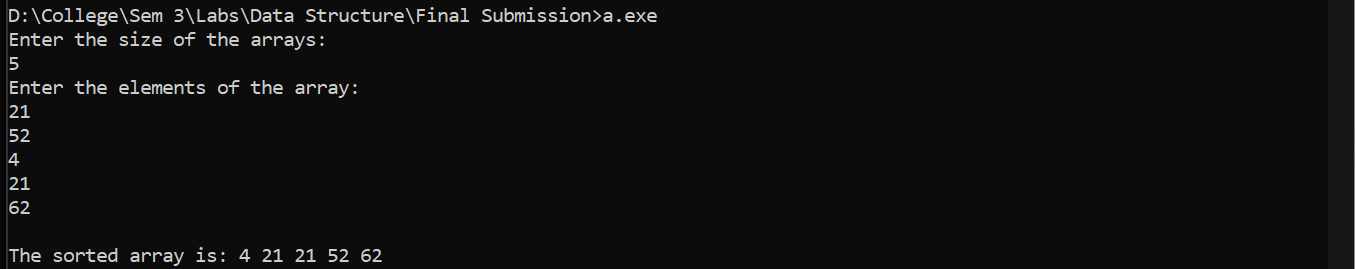 D:\College\Sem 3\Labs\Data Structure\Final Submission>a.exe
Enter the size of the arrays:
5
Enter the elements of the array:
21
52
4
21
62
The sorted array is: 4 21 21 52 62